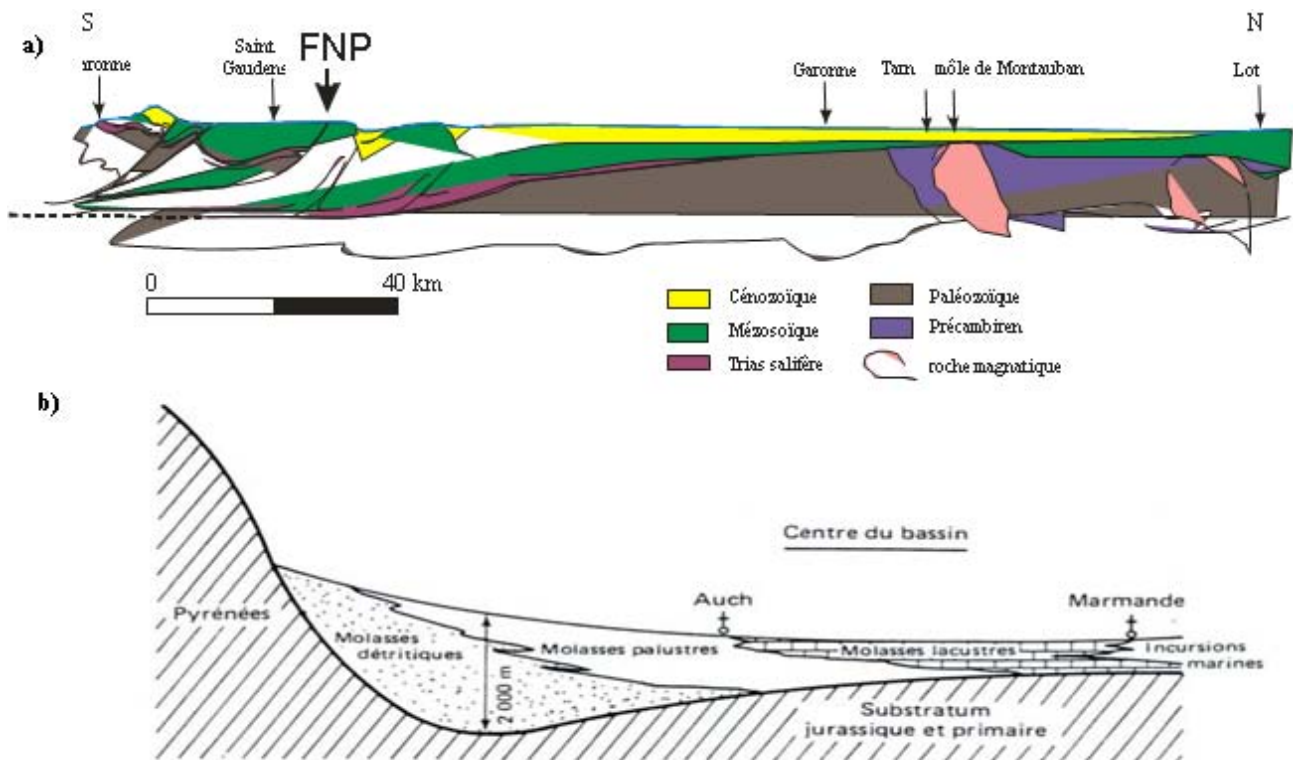 S
N
a)
ironne
Saint
Gaudens
FNP
Garonne
Tarn
môle de Montauban
Lot
0
40 km
Cénozoïque
Paléozoïque
Mézosoïque
Précambiren
Trias salifère
roche magnatique
b)
Centre du bassin
Auch
Marmande
Pyrénées
Molasses
détritiques
Molasses palustres
Molasses lacustres
Incursions
marines
2 000 m
Substratum
jurassique et primaire